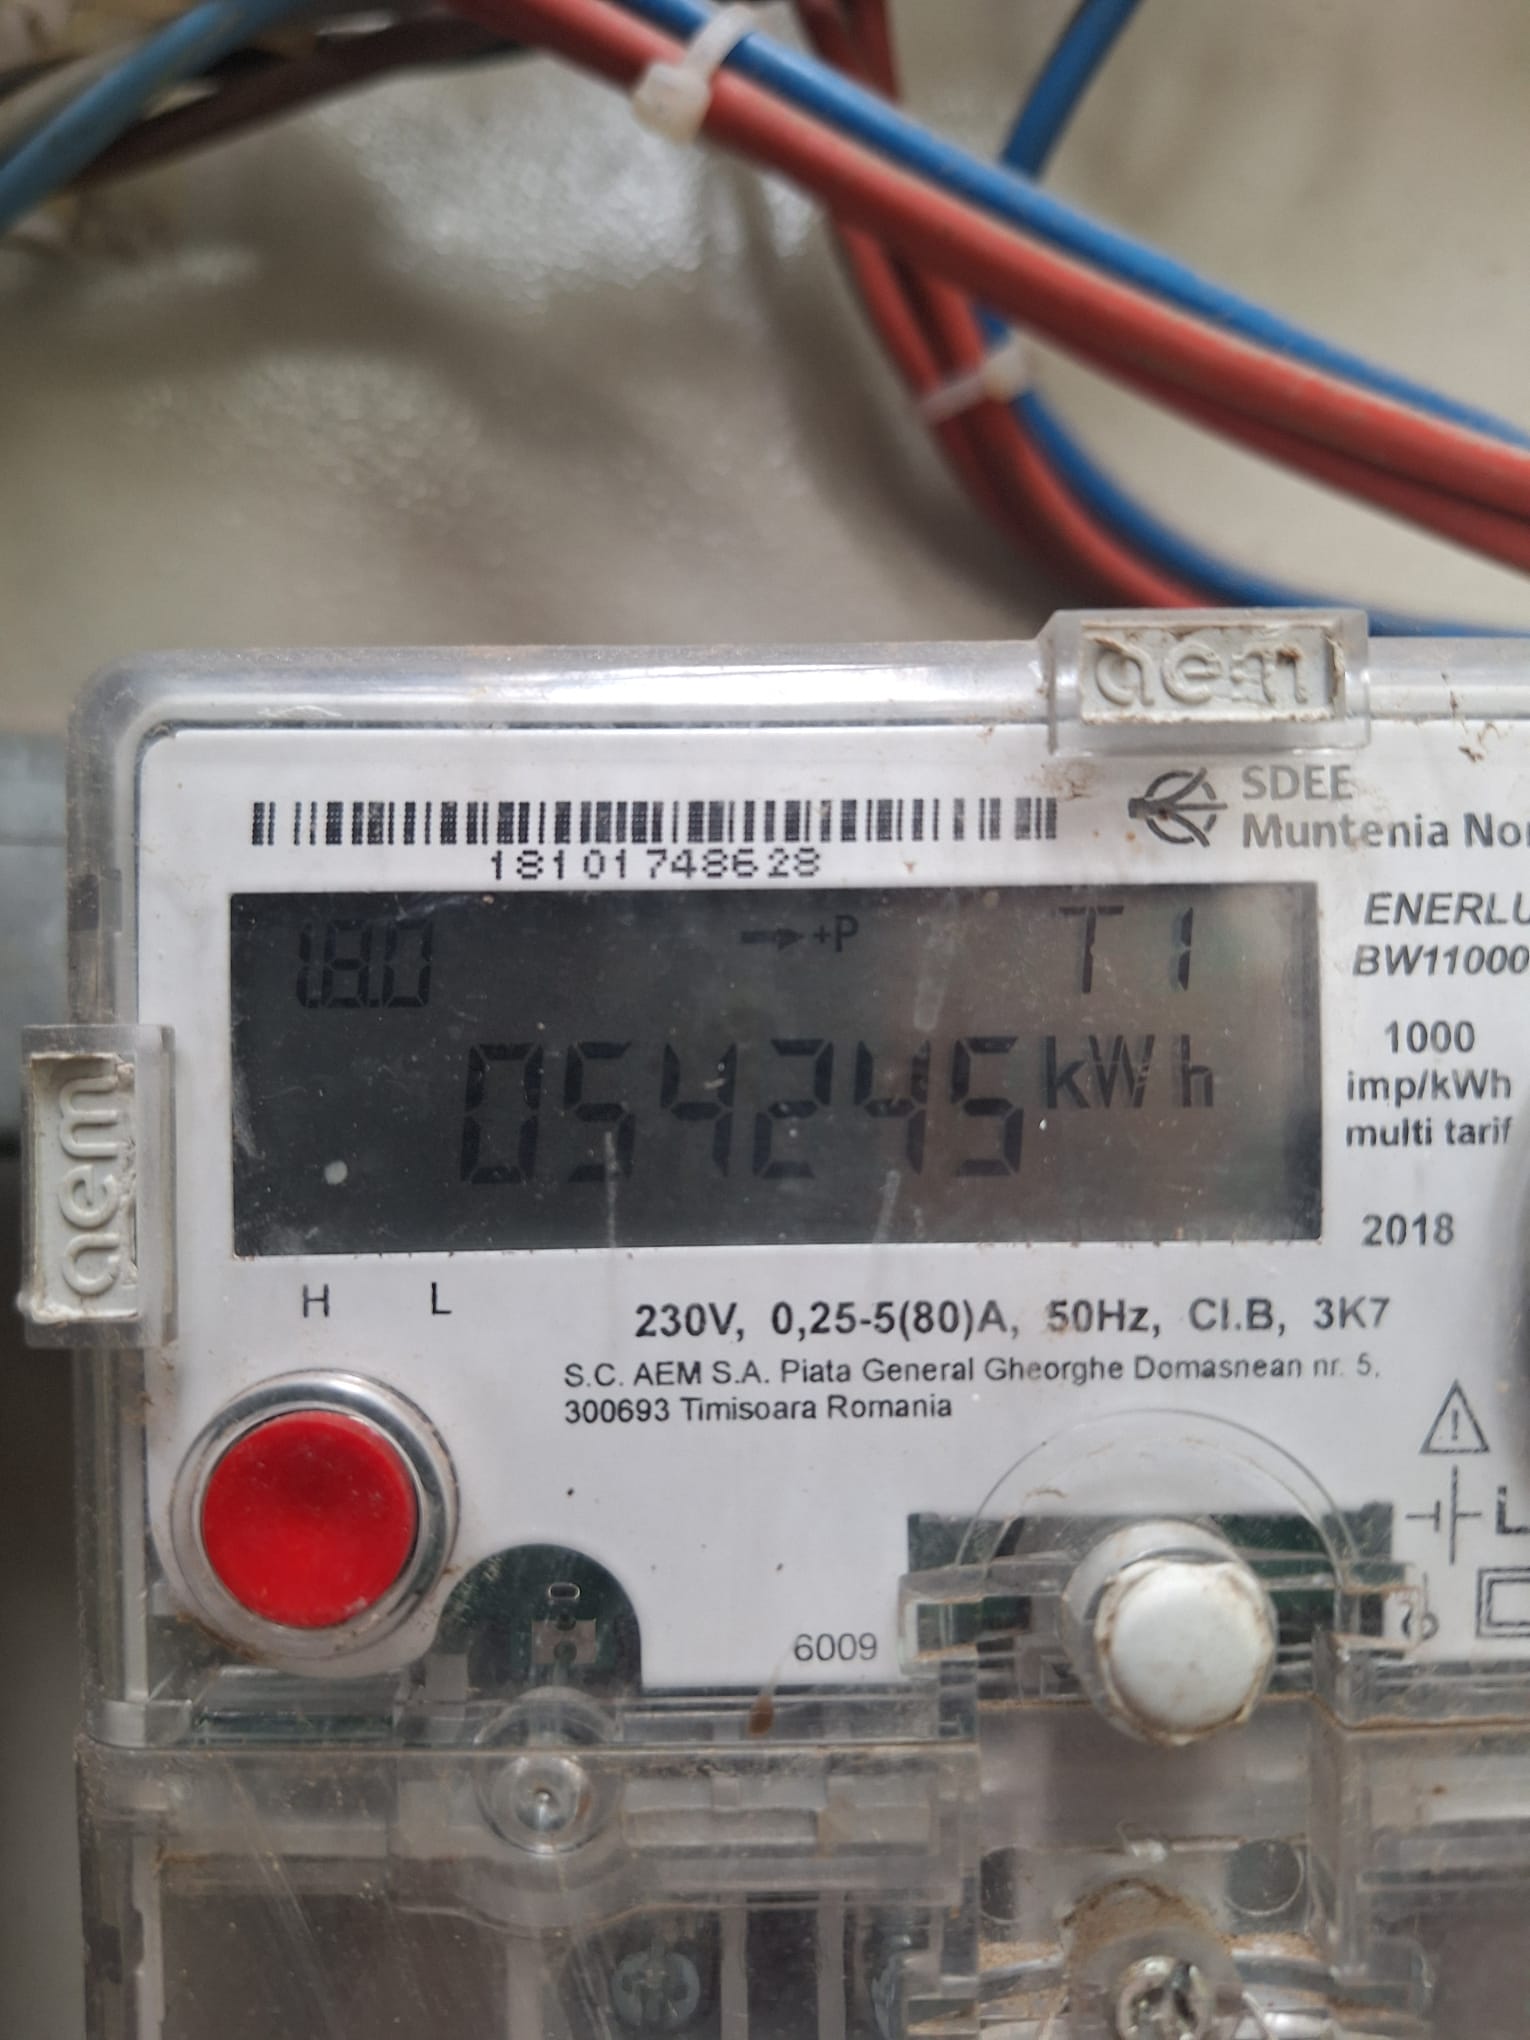 aem
SDEE
Muntenia No
18101748628
1.8.0 +P T 1
054245 kWh
ENERLU
BW11000
1000
imp/kWh
multi tarif
2018
aem
H L
230V, 0,25-5(80)A, 50Hz, Cl.B, 3K7
S.C. AEM S.A. Piata General Gheorghe Domasnean nr. 5,
300693 Timisoara Romania
6009